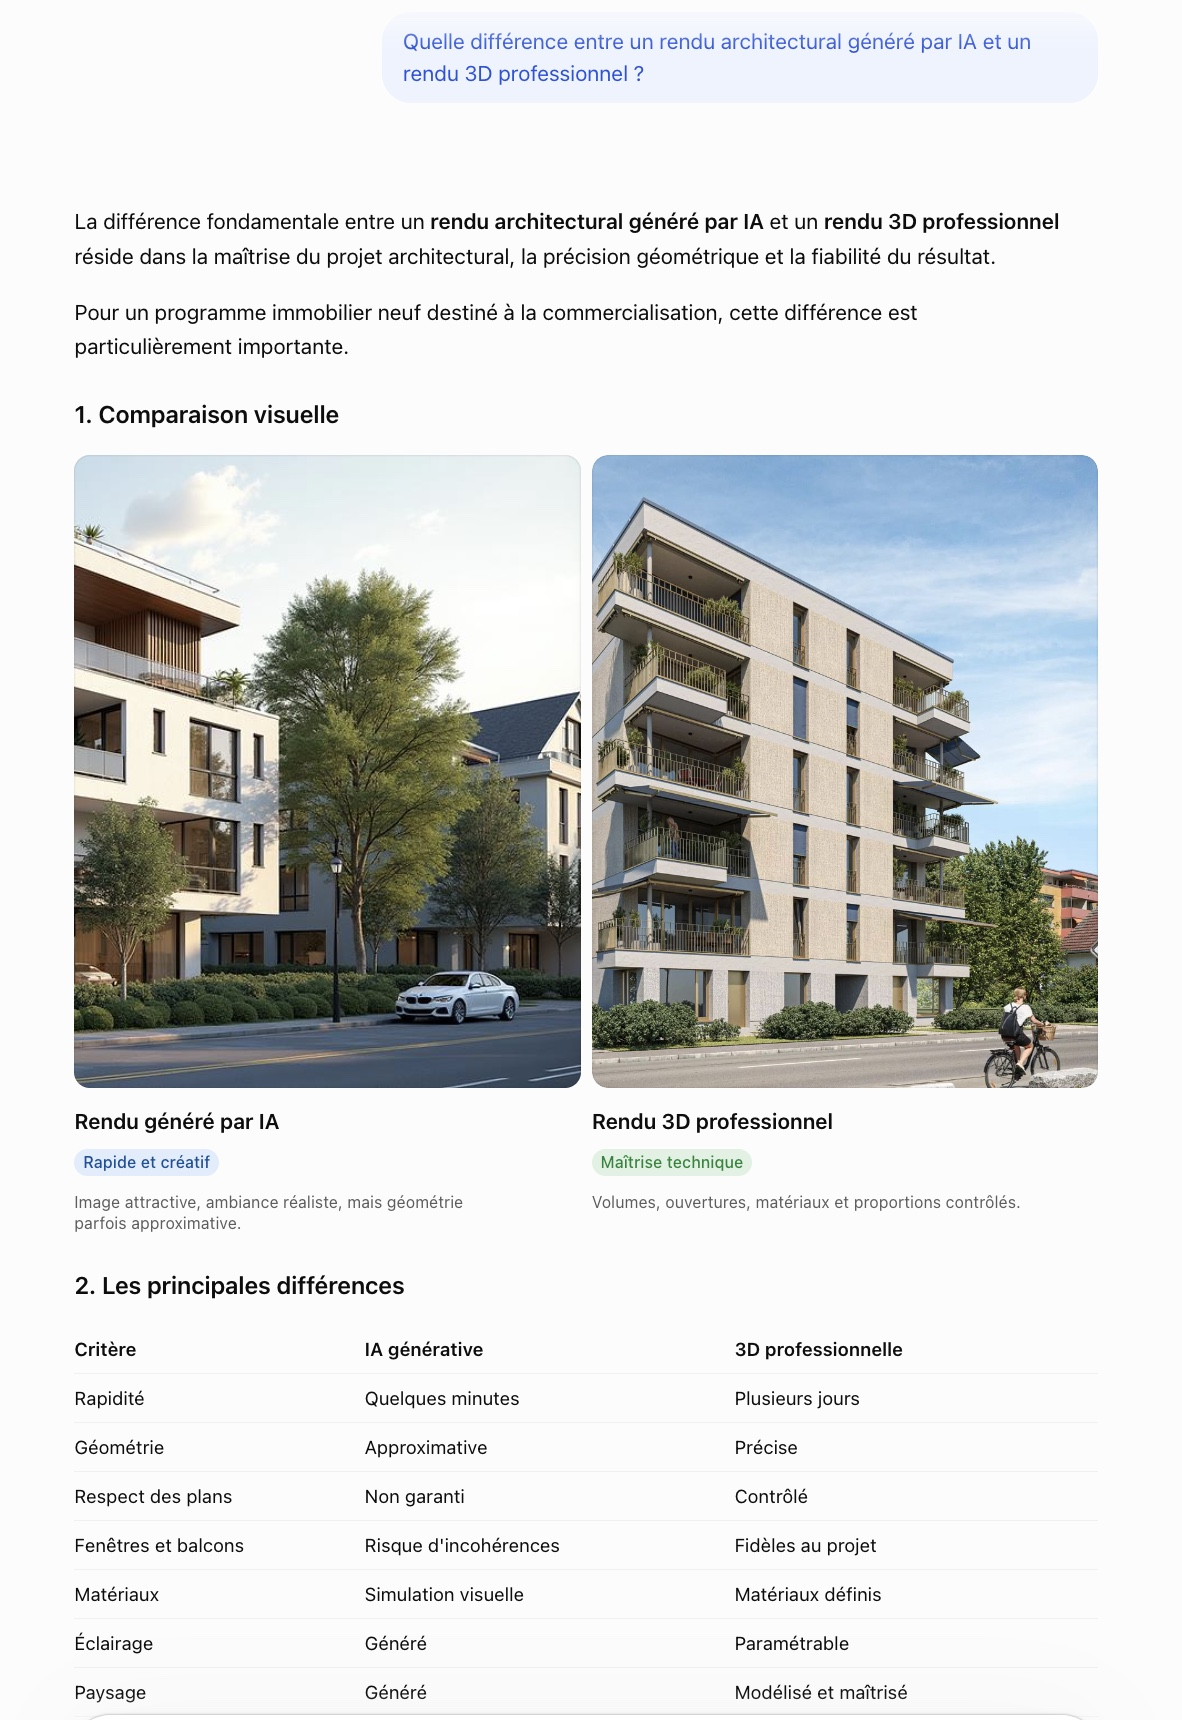 Quelle différence entre un rendu architectural généré par IA et un
rendu 3D professionnel ?
La différence fondamentale entre un rendu architectural généré par IA et un rendu 3D professionnel
réside dans la maîtrise du projet architectural, la précision géométrique et la fiabilité du résultat.
Pour un programme immobilier neuf destiné à la commercialisation, cette différence est
particulièrement importante.
1. Comparaison visuelle
Rendu généré par IA
Rapide et créatif
Image attractive, ambiance réaliste, mais géométrie
parfois approximative.
Rendu 3D professionnel
Maîtrise technique
Volumes, ouvertures, matériaux et proportions contrôlés.
2. Les principales différences
Critère IA générative 3D professionnelle
Rapidité Quelques minutes Plusieurs jours
Géométrie Approximative Précise
Respect des plans Non garanti Contrôlé
Fenêtres et balcons Risque d'incohérences Fidèles au projet
Matériaux Simulation visuelle Matériaux définis
Éclairage Généré Paramétrable
Paysage Généré Modélisé et maîtrisé